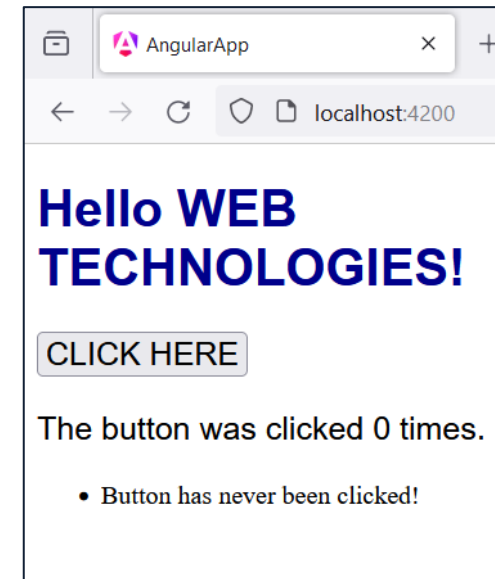 AngularApp
localhost:4200
Hello WEB
TECHNOLOGIES!
CLICK HERE
The button was clicked 0 times.
• Button has never been clicked!